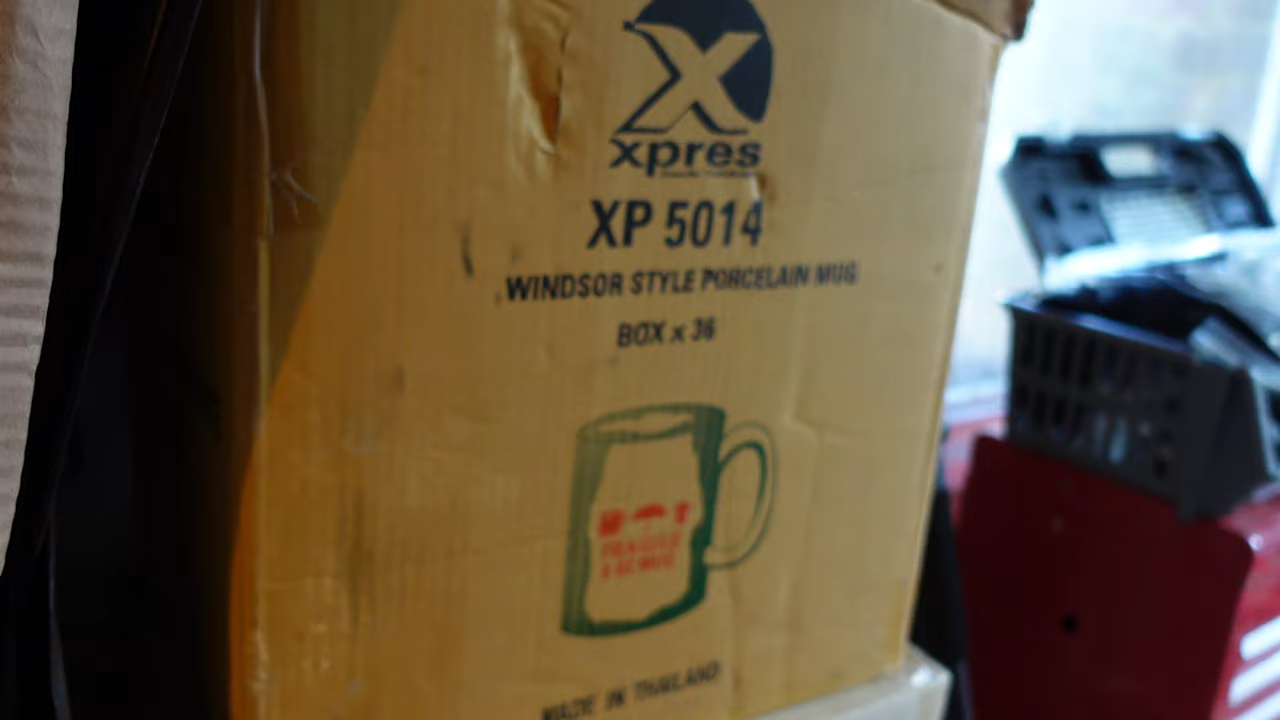 X
xpres
XP 5014
WINDSOR STYLE PORCELAIN MUG
BOX x 36
FRAGILE
MADE IN THAILAND